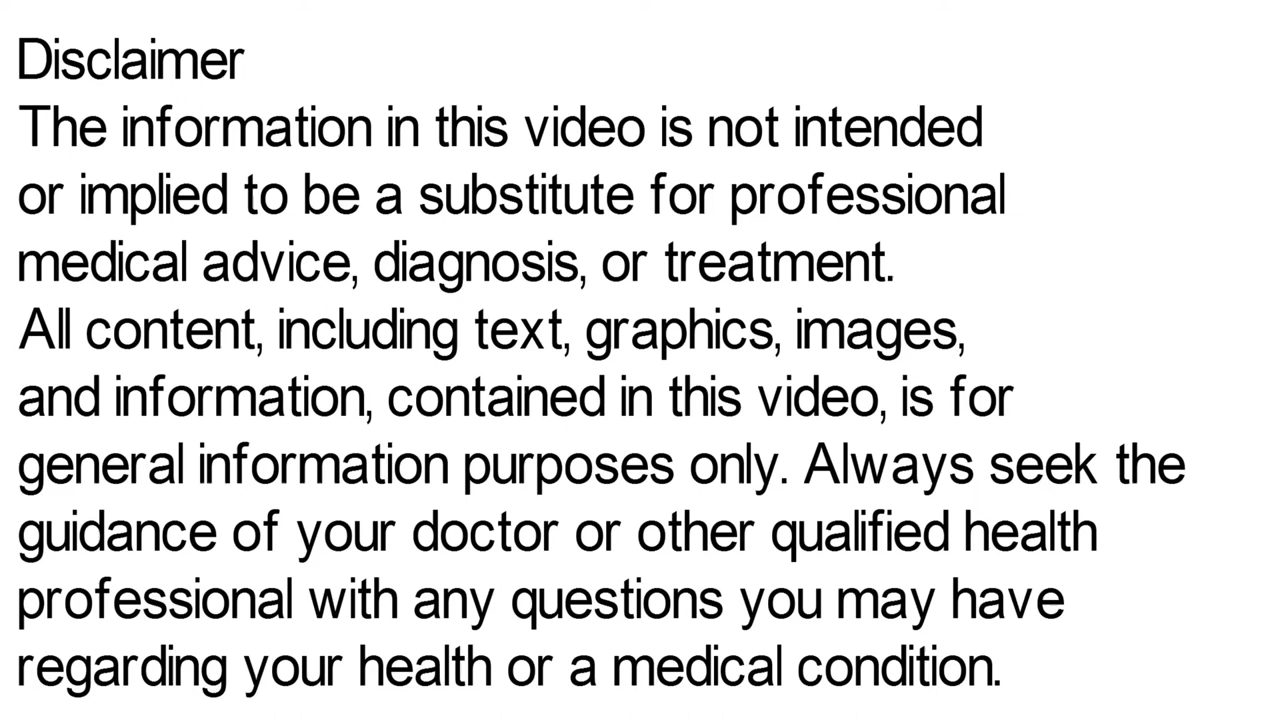 Disclaimer
The information in this video is not intended
or implied to be a substitute for professional
medical advice, diagnosis, or treatment.
All content, including text, graphics, images,
and information, contained in this video, is for
general information purposes only. Always seek the
guidance of your doctor or other qualified health
professional with any questions you may have
regarding your health or a medical condition.